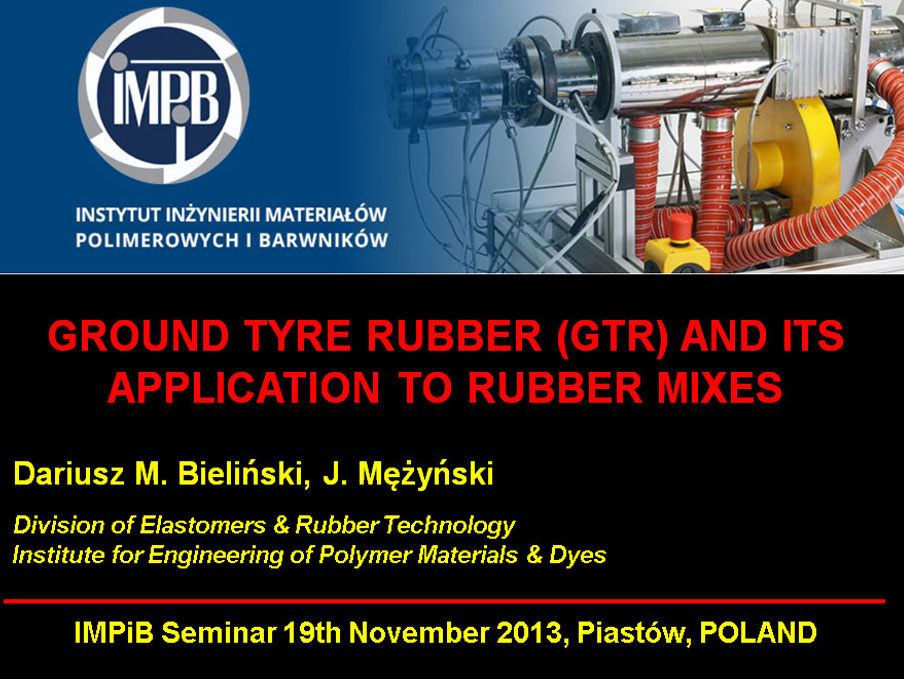 IMPiB
INSTYTUT INŻYNIERII MATERIAŁÓW
POLIMEROWYCH I BARWNIKÓW
GROUND TYRE RUBBER (GTR) AND ITS
APPLICATION TO RUBBER MIXES
Dariusz M. Bieliński, J. Mężyński
Division of Elastomers & Rubber Technology
Institute for Engineering of Polymer Materials & Dyes
IMPiB Seminar 19th November 2013, Piastów, POLAND